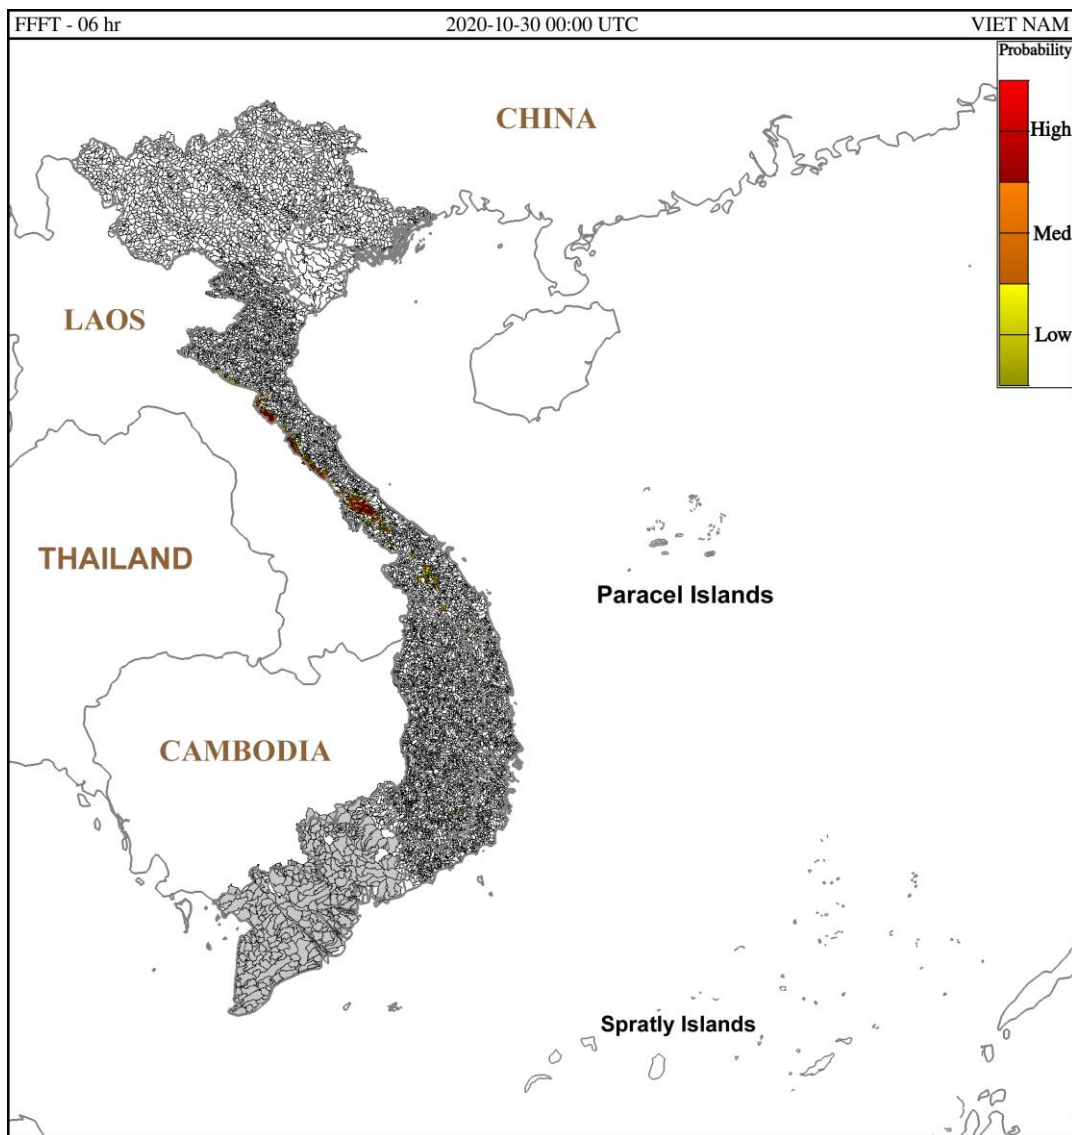 FFFT - 06 hr 2020-10-30 00:00 UTC VIET NAM
Probability
CHINA
High
Med
LAOS
Low
THAILAND
Paracel Islands
CAMBODIA
Spratly Islands